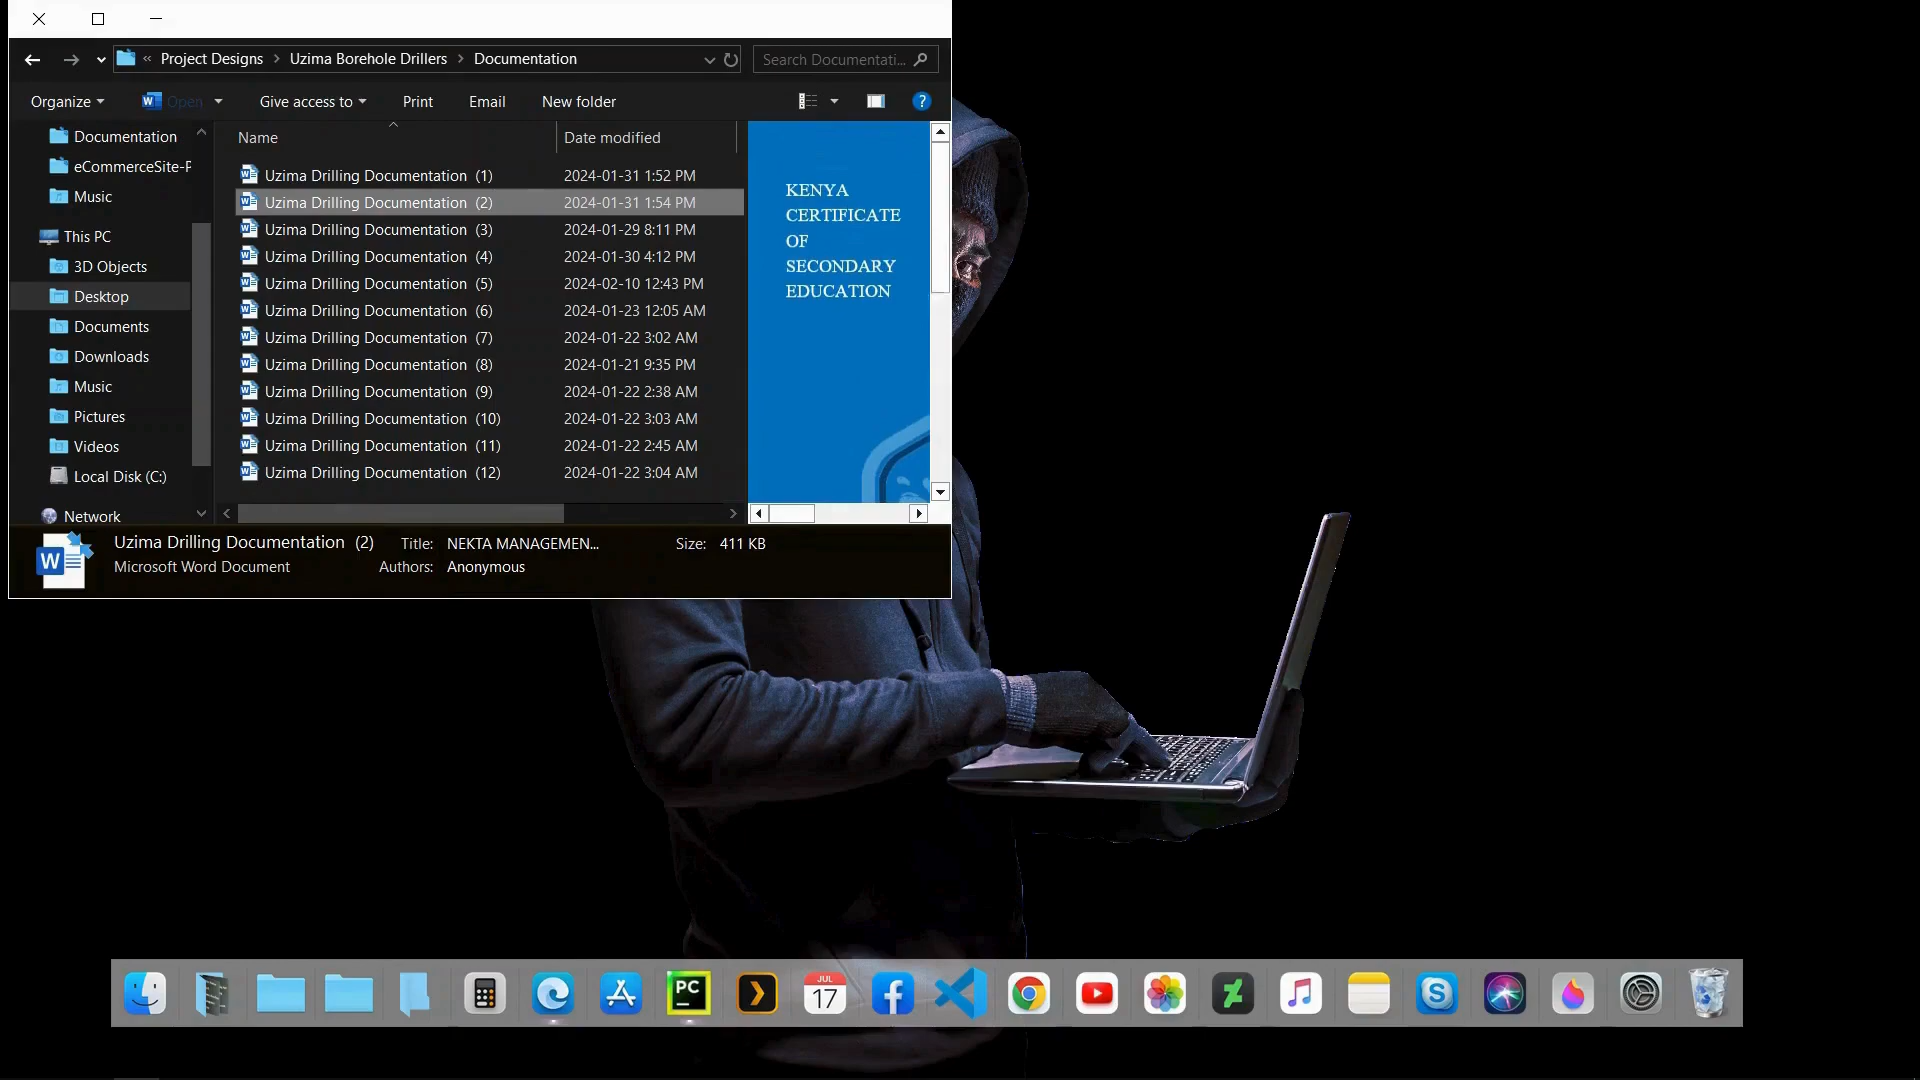 « Project Designs > Uzima Borehole Drillers > Documentation
Search Documentati...
Organize
Open
Give access to
Print
Email
New folder
?
Documentation
eCommerceSite-P
Music
This PC
3D Objects
Desktop
Documents
Downloads
Music
Pictures
Videos
Local Disk (C:)
Network
Name Date modified
Uzima Drilling Documentation (1) 2024-01-31 1:52 PM
Uzima Drilling Documentation (2) 2024-01-31 1:54 PM
Uzima Drilling Documentation (3) 2024-01-29 8:11 PM
Uzima Drilling Documentation (4) 2024-01-30 4:12 PM
Uzima Drilling Documentation (5) 2024-02-10 12:43 PM
Uzima Drilling Documentation (6) 2024-01-23 12:05 AM
Uzima Drilling Documentation (7) 2024-01-22 3:02 AM
Uzima Drilling Documentation (8) 2024-01-21 9:35 PM
Uzima Drilling Documentation (9) 2024-01-22 2:38 AM
Uzima Drilling Documentation (10) 2024-01-22 3:03 AM
Uzima Drilling Documentation (11) 2024-01-22 2:45 AM
Uzima Drilling Documentation (12) 2024-01-22 3:04 AM
KENYA
CERTIFICATE
OF
SECONDARY
EDUCATION
W
Uzima Drilling Documentation (2) Title: NEKTA MANAGEMEN... Size: 411 KB
Microsoft Word Document Authors: Anonymous
PC
JUL
17